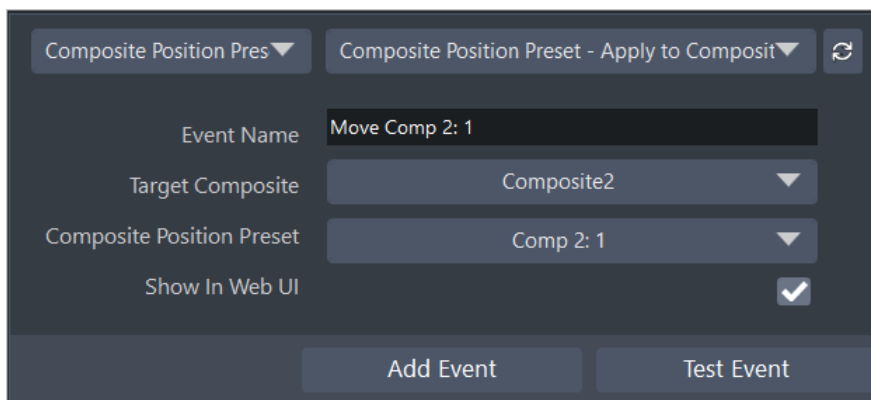 Composite Position Pres
Composite Position Preset - Apply to Composit
Event Name
Move Comp 2: 1
Target Composite
Composite2
Composite Position Preset
Comp 2: 1
Show In Web UI
Add Event
Test Event